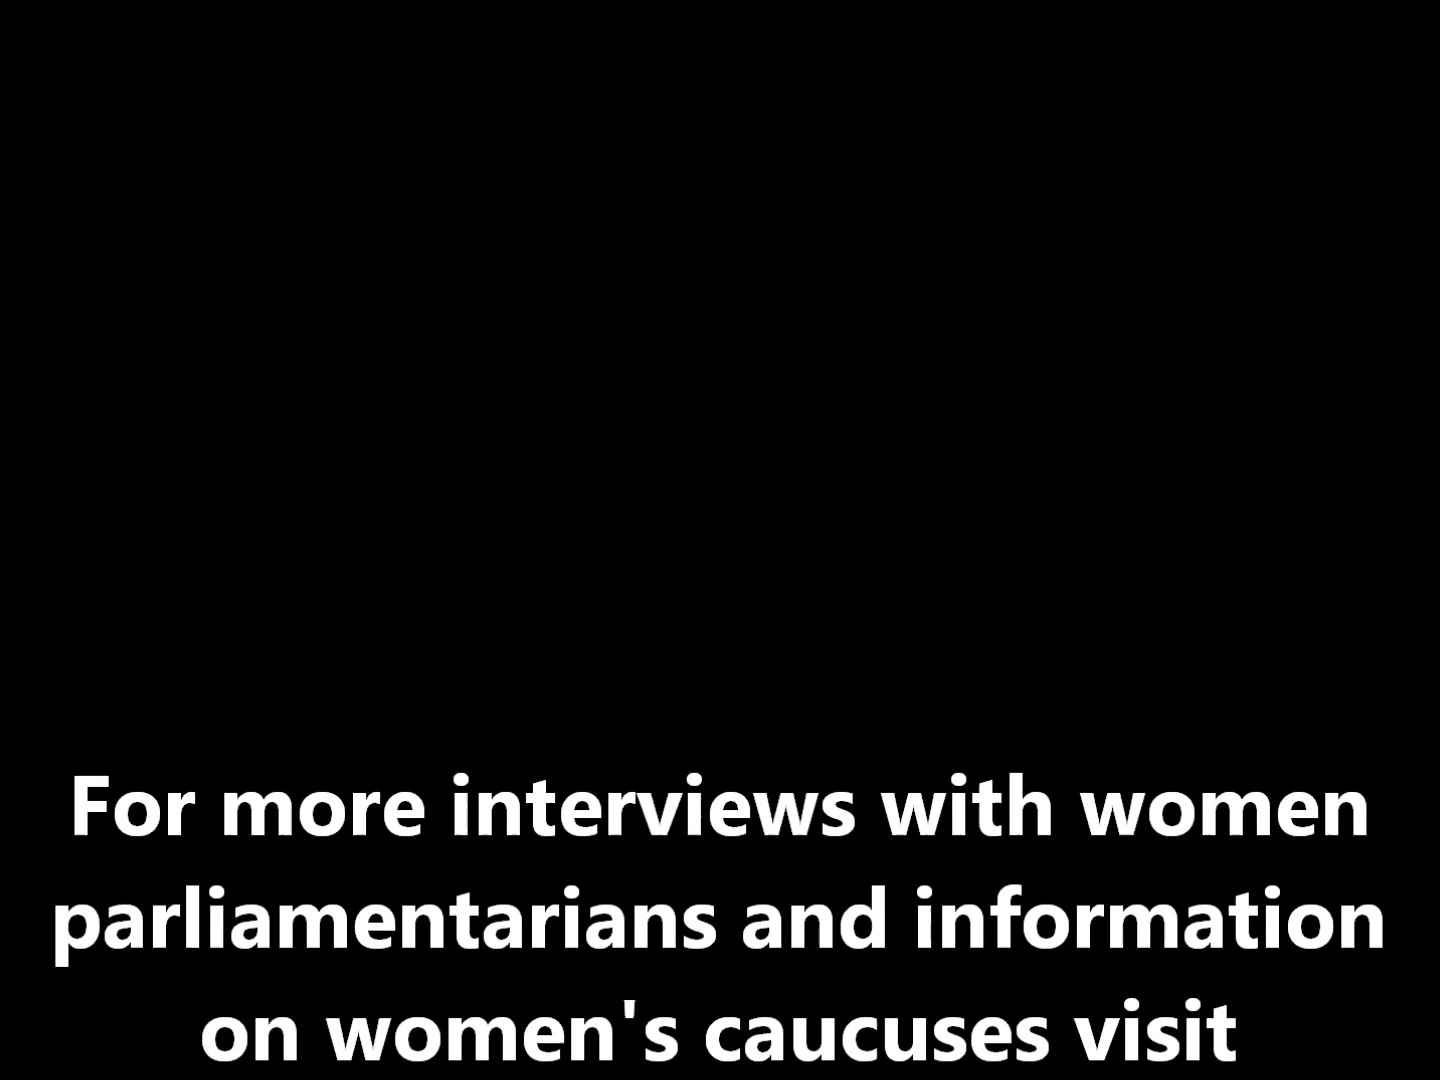 For more interviews with women
parliamentarians and information
on women's caucuses visit